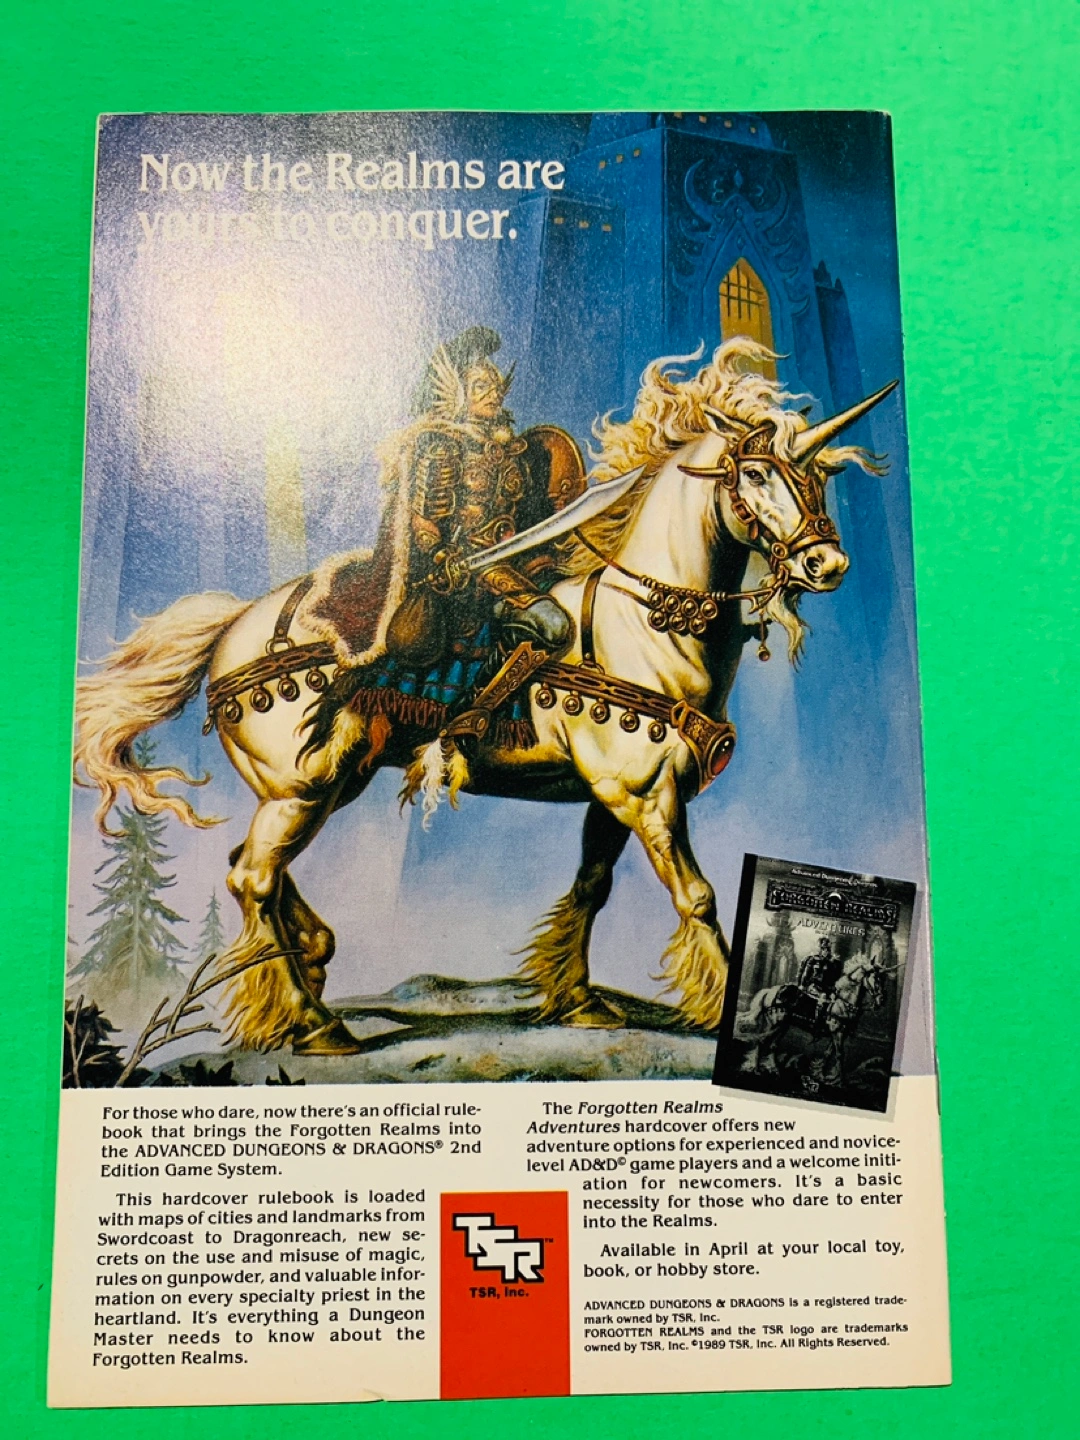 Now the Realms are
yours to conquer.
Advanced Dungeons & Dragons
FORGOTTEN REALMS
ADVENTURES
For those who dare, now there's an official rule-
book that brings the Forgotten Realms into
the ADVANCED DUNGEONS & DRAGONS® 2nd
Edition Game System.
This hardcover rulebook is loaded
with maps of cities and landmarks from
Swordcoast to Dragonreach, new se-
crets on the use and misuse of magic,
rules on gunpowder, and valuable infor-
mation on every specialty priest in the
heartland. It's everything a Dungeon
Master needs to know about the
Forgotten Realms.
TSR™
TSR, Inc.
The Forgotten Realms
Adventures hardcover offers new
adventure options for experienced and novice-
level AD&D© game players and a welcome initi-
ation for newcomers. It's a basic
necessity for those who dare to enter
into the Realms.
Available in April at your local toy,
book, or hobby store.
ADVANCED DUNGEONS & DRAGONS is a registered trade-
mark owned by TSR, Inc.
FORGOTTEN REALMS and the TSR logo are trademarks
owned by TSR, Inc. ©1989 TSR, Inc. All Rights Reserved.